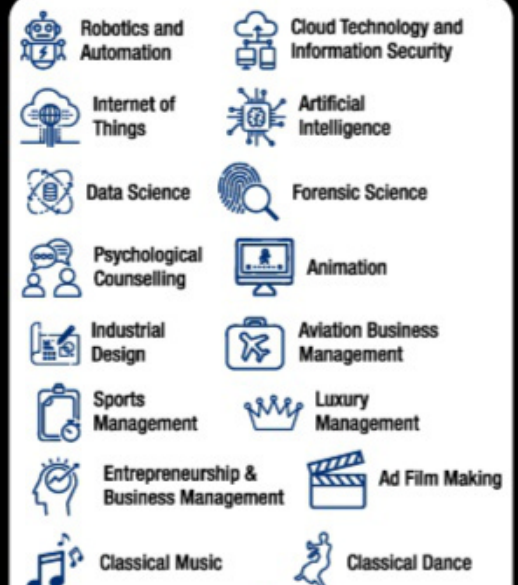 Robotics and
Automation
Cloud Technology and
Information Security
Internet of
Things
Artificial
Intelligence
Data Science
Forensic Science
Psychological
Counselling
Animation
Industrial
Design
Aviation Business
Management
Sports
Management
Luxury
Management
Entrepreneurship &
Business Management
Ad Film Making
Classical Music
Classical Dance